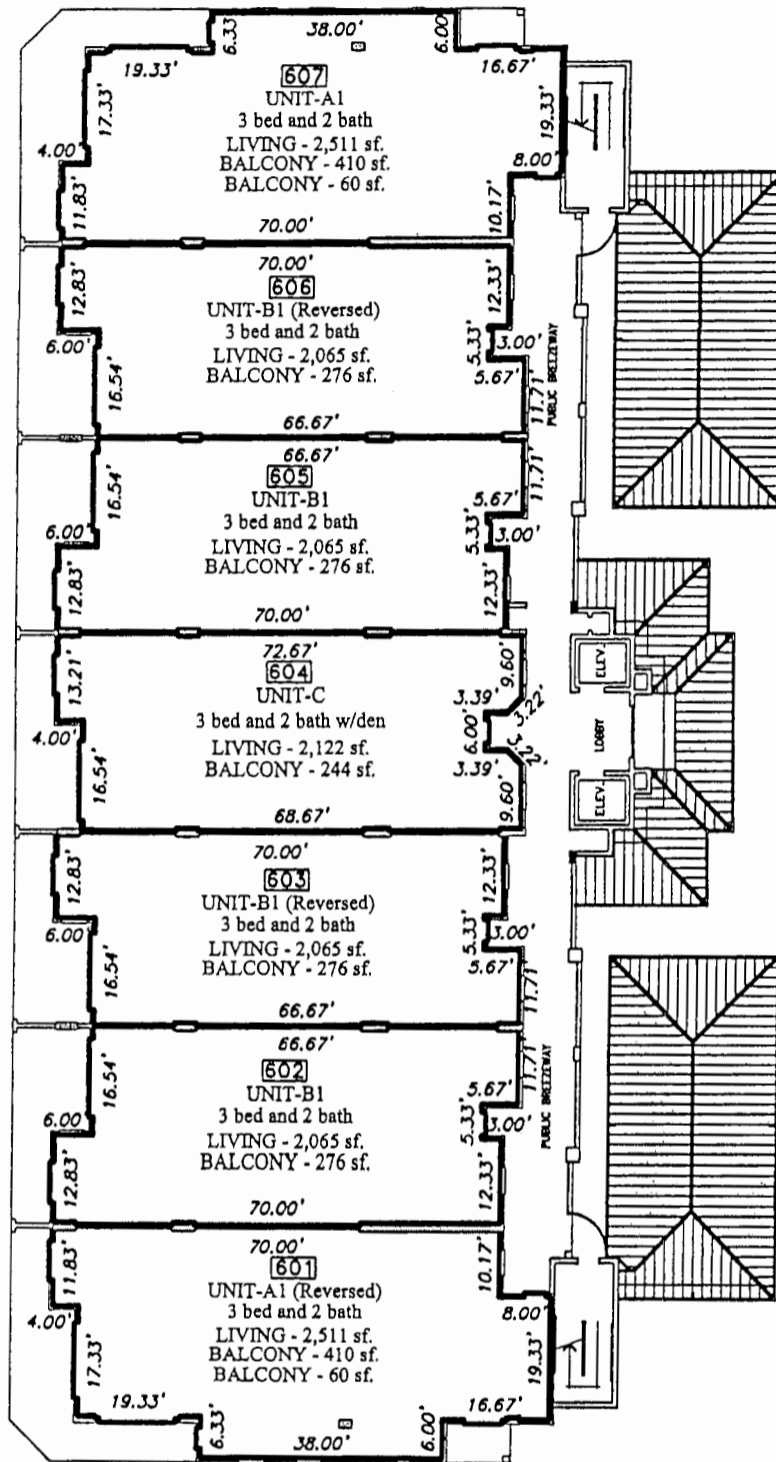 38.00'
6.33
6.00'
19.33'
16.67'
607
UNIT-A1
3 bed and 2 bath
LIVING - 2,511 sf.
BALCONY - 410 sf.
BALCONY - 60 sf.
17.33'
19.33'
4.00'
8.00'
11.83'
10.17'
70.00'
70.00'
606
UNIT-B1 (Reversed)
3 bed and 2 bath
LIVING - 2,065 sf.
BALCONY - 276 sf.
12.83'
12.33'
6.00'
5.33'
3.00'
5.67'
16.54'
11.71'
PUBLIC BREEZEWAY
66.67'
66.67'
605
UNIT-B1
3 bed and 2 bath
LIVING - 2,065 sf.
BALCONY - 276 sf.
16.54'
11.71'
5.67'
6.00'
5.33'
3.00'
12.83'
12.33'
70.00'
72.67'
604
UNIT-C
3 bed and 2 bath w/den
LIVING - 2,122 sf.
BALCONY - 244 sf.
13.21'
9.60'
3.39'
3.22'
4.00'
6.00'
3.22'
3.39'
16.54'
9.60'
ELEV.
LOBBY
ELEV.
68.67'
70.00'
603
UNIT-B1 (Reversed)
3 bed and 2 bath
LIVING - 2,065 sf.
BALCONY - 276 sf.
12.83'
12.33'
6.00'
5.33'
3.00'
5.67'
16.54'
11.71'
66.67'
66.67'
602
UNIT-B1
3 bed and 2 bath
LIVING - 2,065 sf.
BALCONY - 276 sf.
16.54'
11.71'
PUBLIC BREEZEWAY
5.67'
6.00'
5.33'
3.00'
12.83'
12.33'
70.00'
70.00'
601
UNIT-A1 (Reversed)
3 bed and 2 bath
LIVING - 2,511 sf.
BALCONY - 410 sf.
BALCONY - 60 sf.
11.83'
10.17'
4.00'
8.00'
17.33'
19.33'
19.33'
16.67'
6.33'
6.00'
38.00'